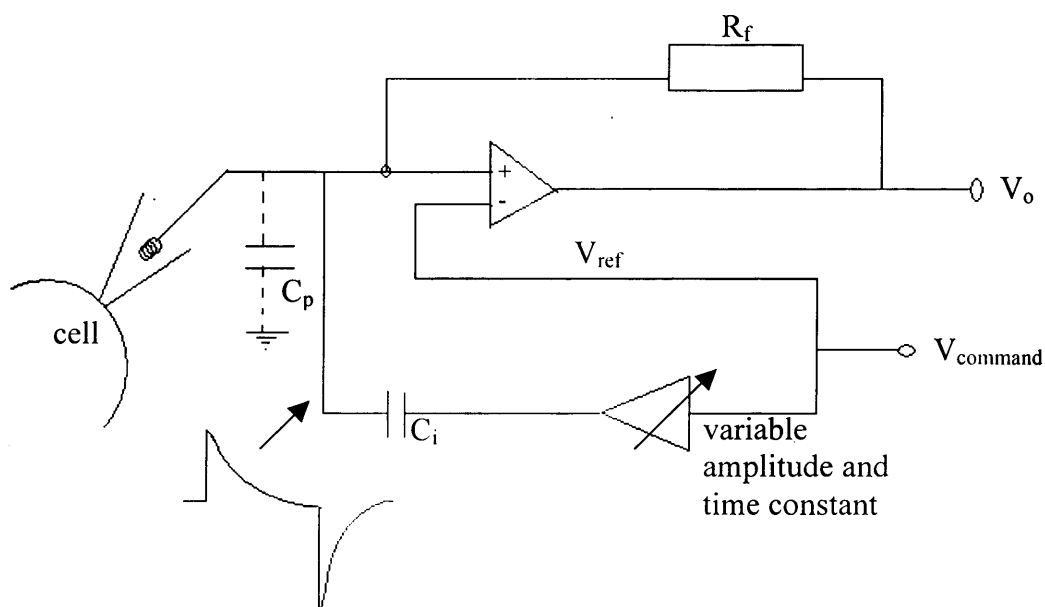 R_f
+
-
V_o
V_ref
C_p
cell
V_command
C_i
variable
amplitude and
time constant